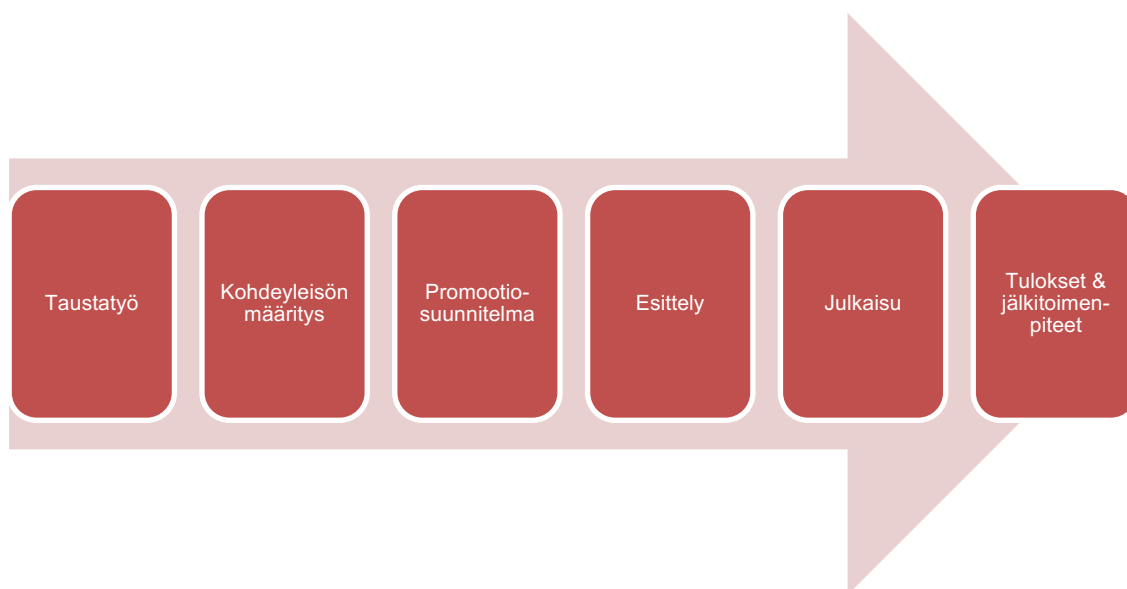 Taustatyö
Kohdeyleisön
määritys
Promootio-
suunnitelma
Esittely
Julkaisu
Tulokset &
jälkitoimen-
piteet